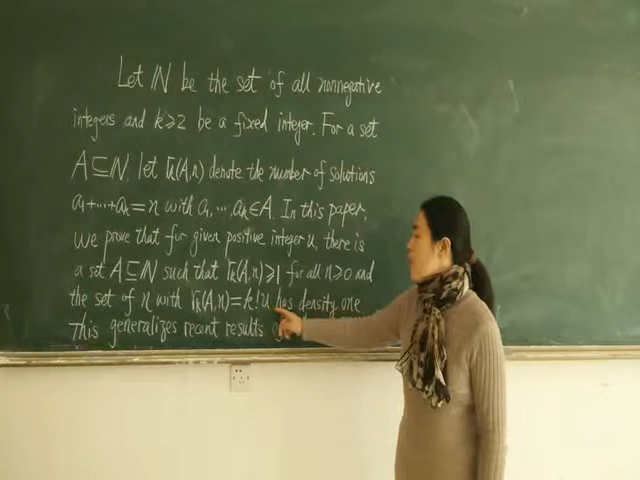 Let ℕ be the set of all nonnegative
integers and k≥2 be a fixed integer. For a set
A⊆ℕ, let rₖ(A,n) denote the number of solutions
a₁+⋯+aₖ=n with a₁,⋯,aₖ∈A. In this paper,
we prove that for given positive integer u, there is
a set A⊆ℕ such that rₖ(A,n)≥1 for all n≥0 and
the set of n with rₖ(A,n)=k!u has density one.
This generalizes recent results